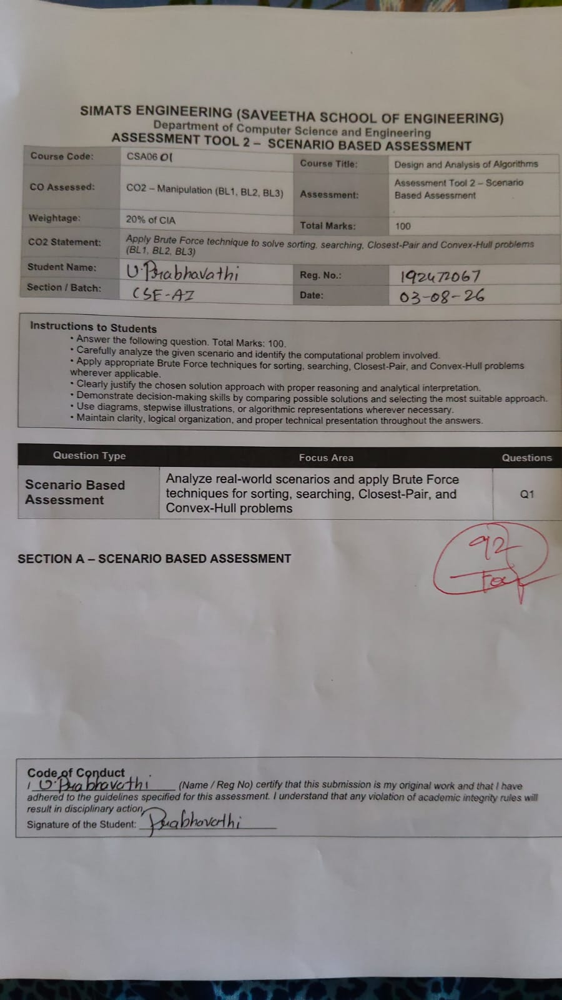 SIMATS ENGINEERING (SAVEETHA SCHOOL OF ENGINEERING)
Department of Computer Science and Engineering
ASSESSMENT TOOL 2 – SCENARIO BASED ASSESSMENT
Course Code: CSA06 01 Course Title: Design and Analysis of Algorithms
CO Assessed: CO2 – Manipulation (BL1, BL2, BL3) Assessment: Assessment Tool 2 – Scenario
Based Assessment
Weightage: 20% of CIA Total Marks: 100
CO2 Statement: Apply Brute Force technique to solve sorting, searching, Closest-Pair and Convex-Hull problems
(BL1, BL2, BL3)
Student Name: U.Prabhavathi Reg. No.: 192472067
Section / Batch: CSE-AI Date: 03-08-26
Instructions to Students
• Answer the following question. Total Marks: 100.
• Carefully analyze the given scenario and identify the computational problem involved.
• Apply appropriate Brute Force techniques for sorting, searching, Closest-Pair, and Convex-Hull problems
wherever applicable.
• Clearly justify the chosen solution approach with proper reasoning and analytical interpretation.
• Demonstrate decision-making skills by comparing possible solutions and selecting the most suitable approach.
• Use diagrams, stepwise illustrations, or algorithmic representations wherever necessary.
• Maintain clarity, logical organization, and proper technical presentation throughout the answers.
Question Type Focus Area Questions
Scenario Based
Assessment
Analyze real-world scenarios and apply Brute Force
techniques for sorting, searching, Closest-Pair, and
Convex-Hull problems
Q1
92
SECTION A – SCENARIO BASED ASSESSMENT
Code of Conduct
I U.Prabhavathi (Name / Reg No) certify that this submission is my original work and that I have
adhered to the guidelines specified for this assessment. I understand that any violation of academic integrity rules will
result in disciplinary action.
Signature of the Student: Prabhavathi